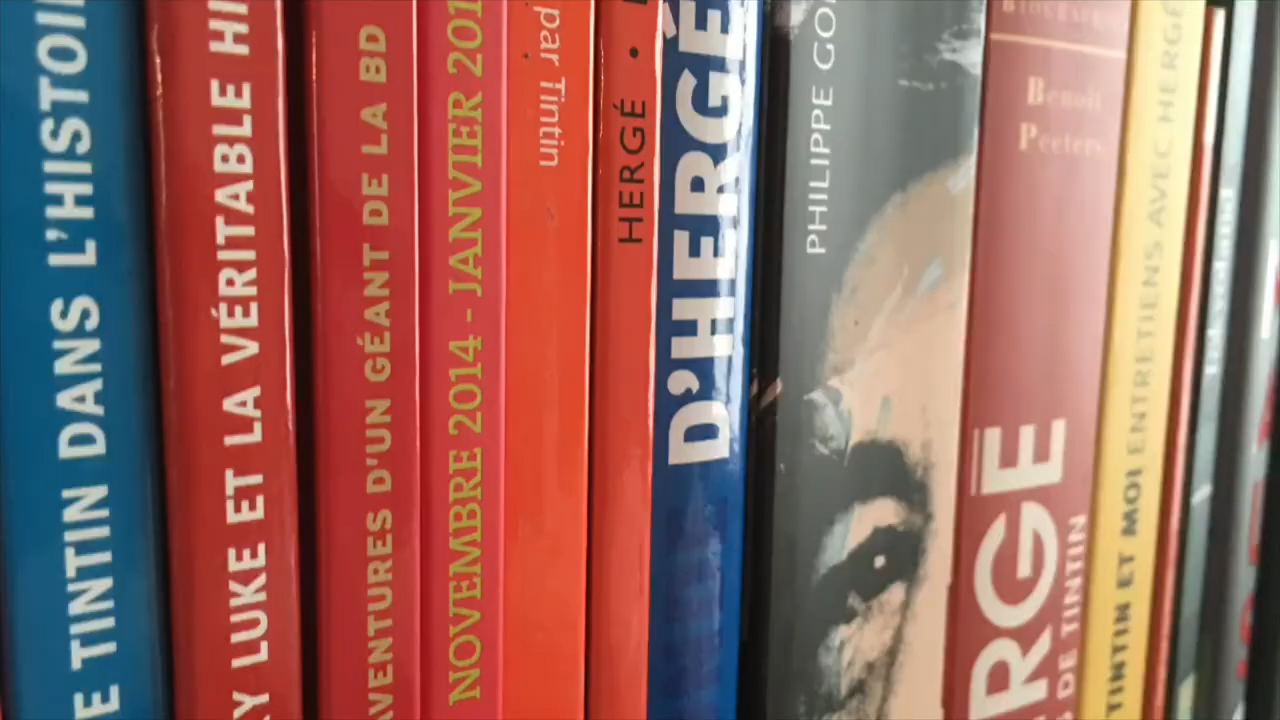 E TINTIN DANS L'HISTOI
Y LUKE ET LA VÉRITABLE HI
AVENTURES D'UN GÉANT DE LA BD
NOVEMBRE 2014 - JANVIER 201
par Tintin
HERGÉ •
D'HERGÉ
PHILIPPE GO
Benoît
Peeters
RGÉ
DE TINTIN
TINTIN ET MOI ENTRETIENS AVEC HERGÉ